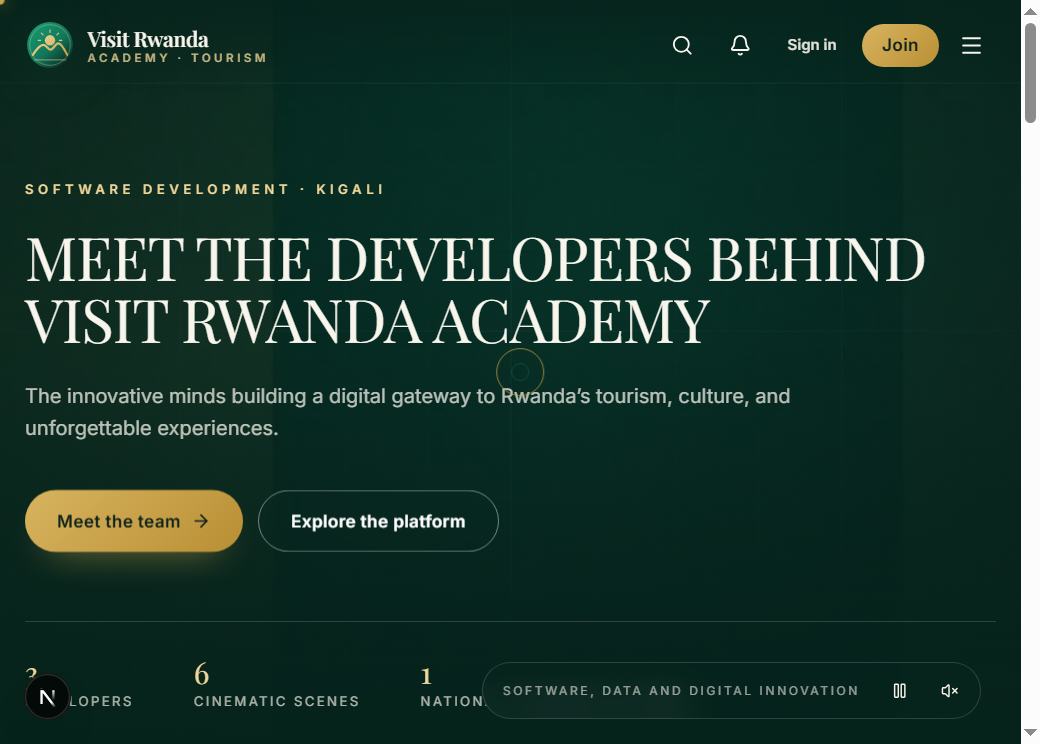 Visit Rwanda
ACADEMY · TOURISM
Sign in
Join
SOFTWARE DEVELOPMENT · KIGALI
MEET THE DEVELOPERS BEHIND
VISIT RWANDA ACADEMY
The innovative minds building a digital gateway to Rwanda’s tourism, culture, and
unforgettable experiences.
Meet the team
Explore the platform
6
1
LOPERS
CINEMATIC SCENES
NATION
SOFTWARE, DATA AND DIGITAL INNOVATION
N